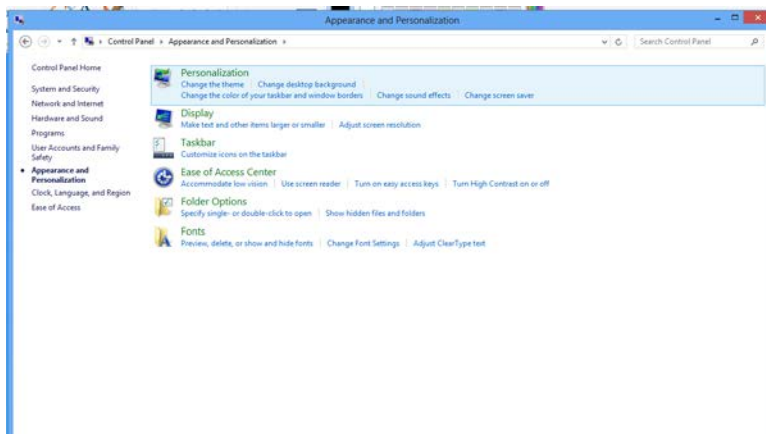 Appearance and Personalization
Control Panel Appearance and Personalization
Search Control Panel
Control Panel Home
System and Security
Network and Internet
Hardware and Sound
Programs
User Accounts and Family
Safety
Appearance and
Personalization
Clock, Language, and Region
Ease of Access
Personalization
Change the theme Change desktop background
Change the color of your taskbar and window borders Change sound effects Change screen saver
Display
Make text and other items larger or smaller Adjust screen resolution
Taskbar
Customize icons on the taskbar
Ease of Access Center
Accommodate low vision Use screen reader Turn on easy access keys Turn High Contrast on or off
Folder Options
Specify single- or double-click to open Show hidden files and folders
Fonts
Preview, delete, or show and hide fonts Change Font Settings Adjust ClearType text